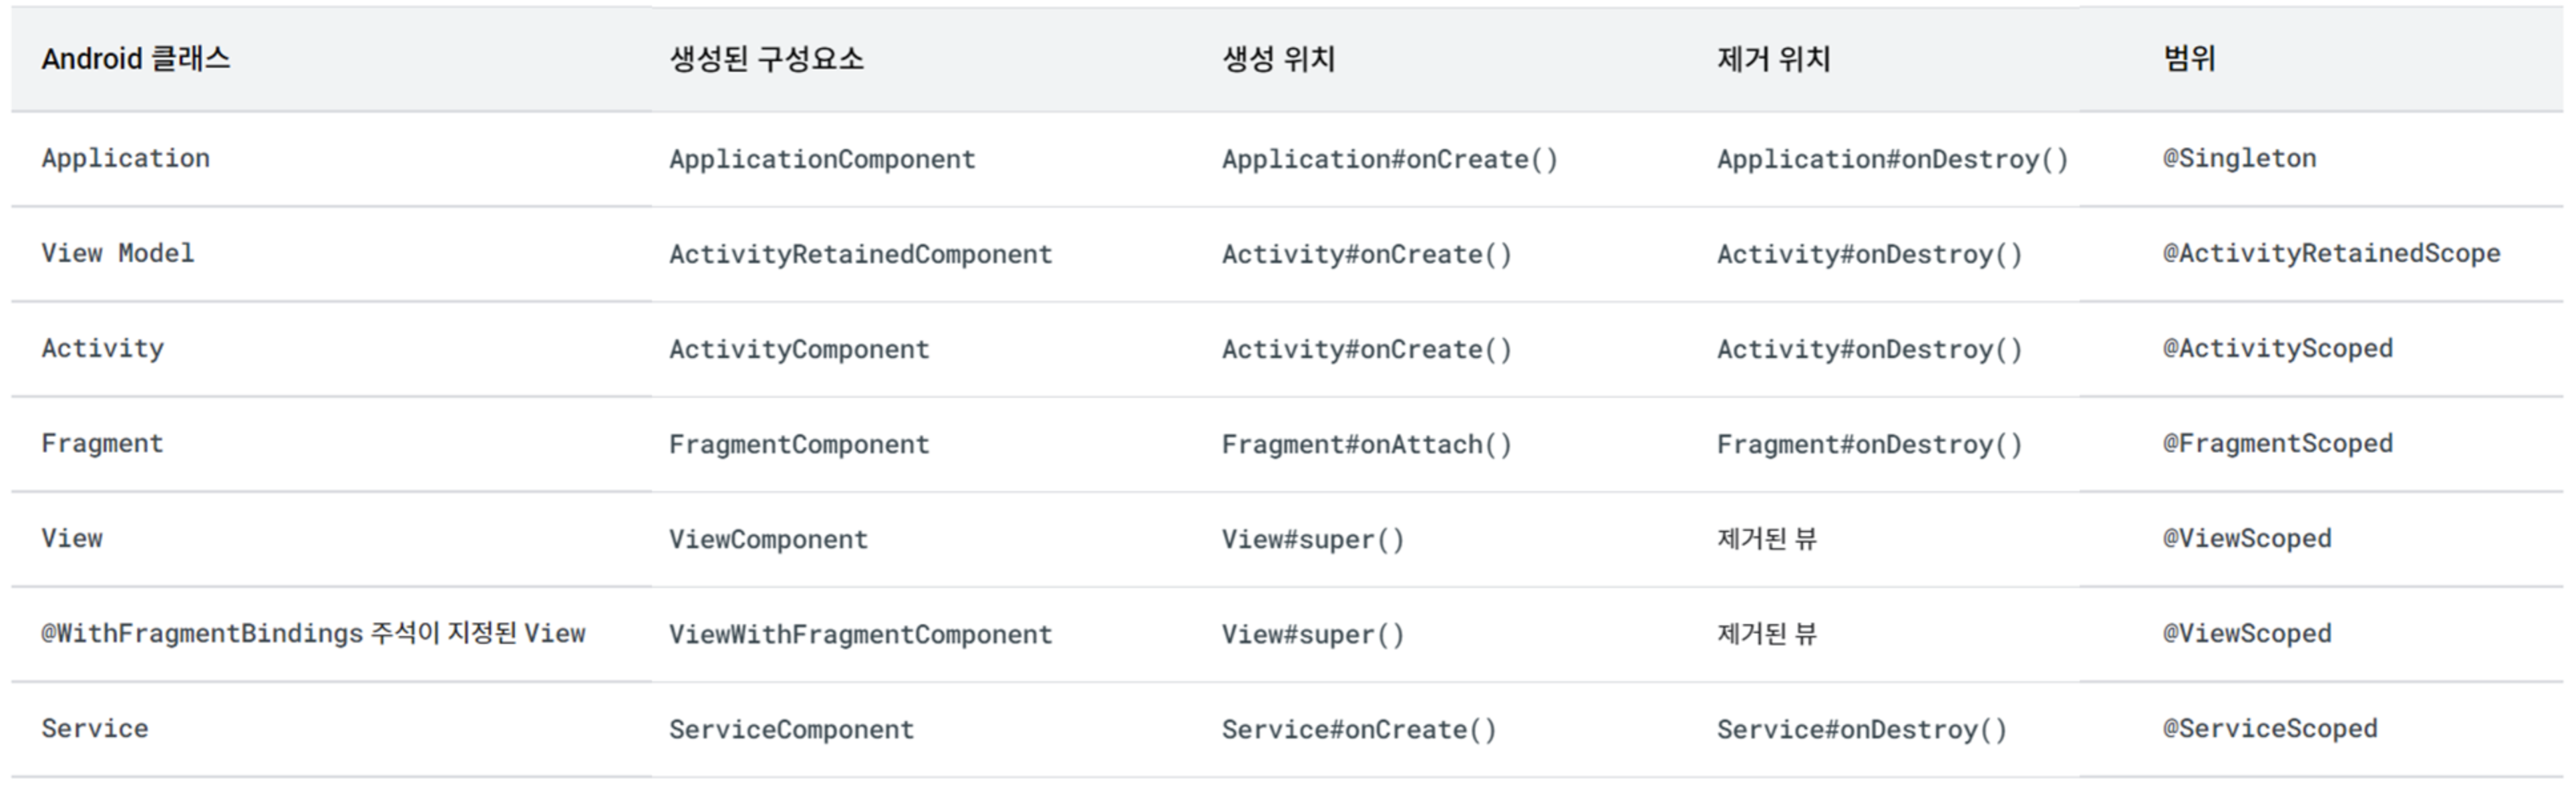 Android 클래스 생성된 구성요소 생성 위치 제거 위치 범위
Application ApplicationComponent Application#onCreate() Application#onDestroy() @Singleton
View Model ActivityRetainedComponent Activity#onCreate() Activity#onDestroy() @ActivityRetainedScope
Activity ActivityComponent Activity#onCreate() Activity#onDestroy() @ActivityScoped
Fragment FragmentComponent Fragment#onAttach() Fragment#onDestroy() @FragmentScoped
View ViewComponent View#super() 제거된 뷰 @ViewScoped
@WithFragmentBindings 주석이 지정된 View ViewWithFragmentComponent View#super() 제거된 뷰 @ViewScoped
Service ServiceComponent Service#onCreate() Service#onDestroy() @ServiceScoped